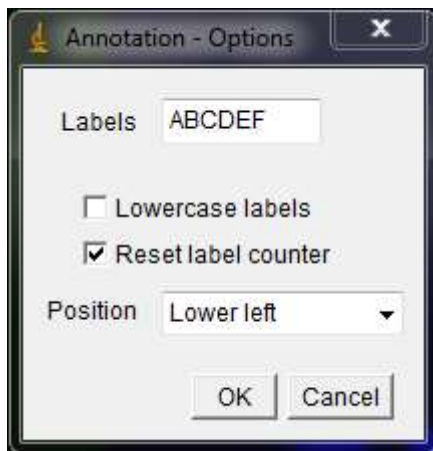 Annotation - Options
x
Labels ABCDEF
Lowercase labels
Reset label counter
Position Lower left
OK Cancel